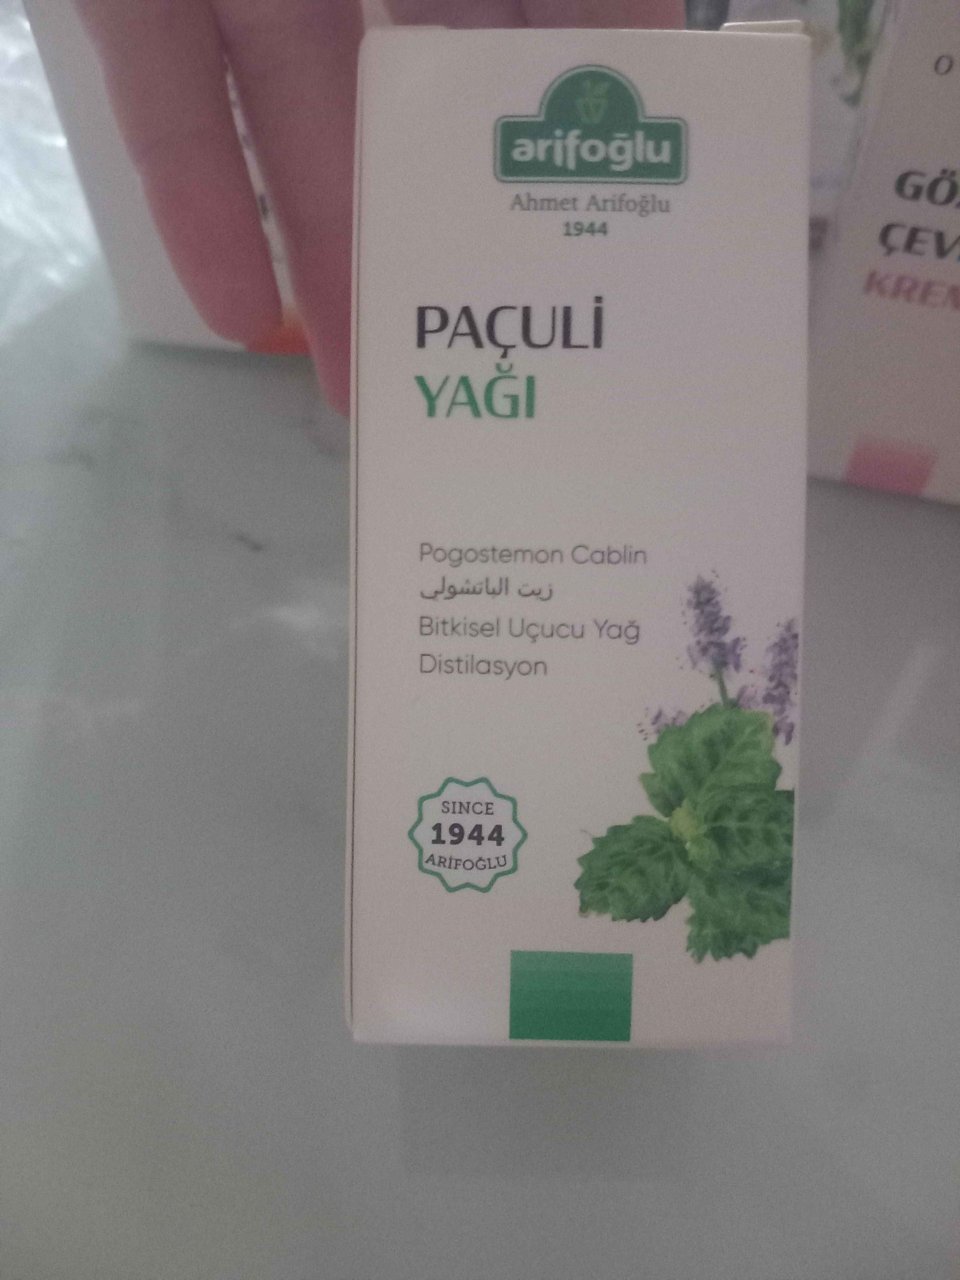 arifoğlu
Ahmet Arifoğlu
1944
PAÇULİ
YAĞI
Pogostemon Cablin
زيت الباتشولي
Bitkisel Uçucu Yağ
Distilasyon
SINCE
1944
ARİFOĞLU